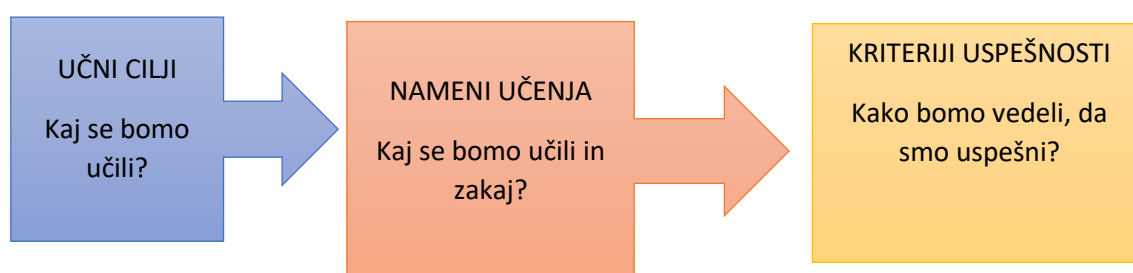 UČNI CILJI
Kaj se bomo
učili?
NAMENI UČENJA
Kaj se bomo učili in
zakaj?
KRITERIJI USPEŠNOSTI
Kako bomo vedeli, da
smo uspešni?